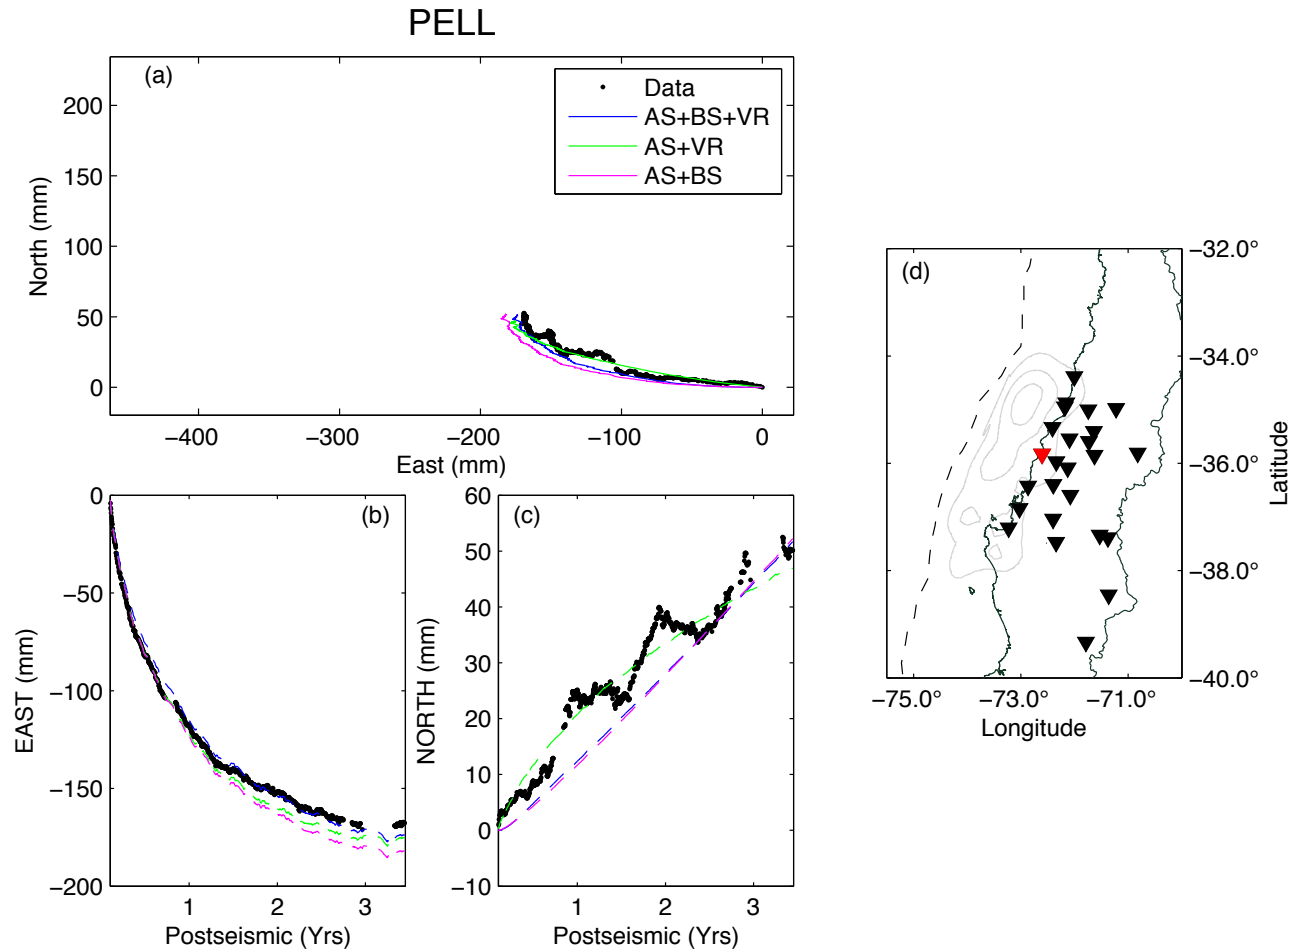 PELL
(a)
Data
AS+BS+VR
AS+VR
AS+BS
200
150
100
50
0
North (mm)
−400 −300 −200 −100 0
East (mm)
(b)
0
−50
−100
−150
−200
EAST (mm)
1 2 3
Postseismic (Yrs)
(c)
60
50
40
30
20
10
0
−10
NORTH (mm)
1 2 3
Postseismic (Yrs)
(d)
−32.0°
−34.0°
−36.0°
−38.0°
−40.0°
Latitude
−75.0° −73.0° −71.0°
Longitude